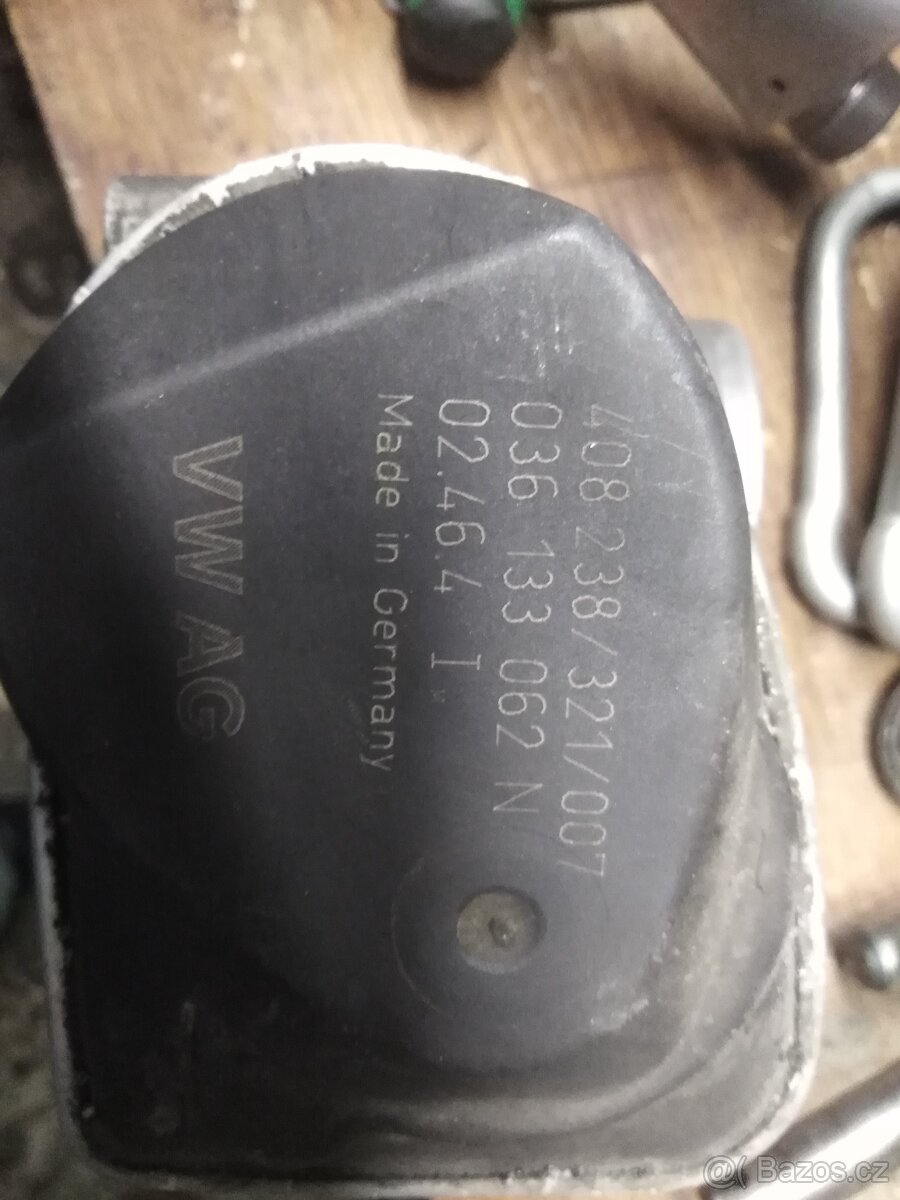 408 238/321/007
036 133 062 N
02.46.4 I
Made in Germany
VW AG
@ Bazos.cz